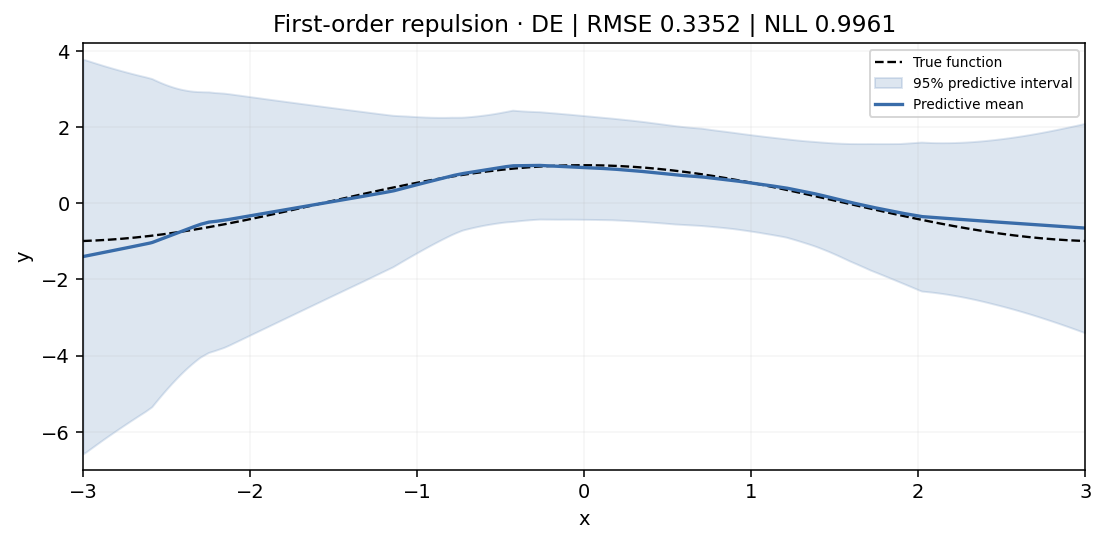 First-order repulsion · DE | RMSE 0.3352 | NLL 0.9961
True function
95% predictive interval
Predictive mean
4
2
0
−2
−4
−6
y
−3
−2
−1
0
1
2
3
x